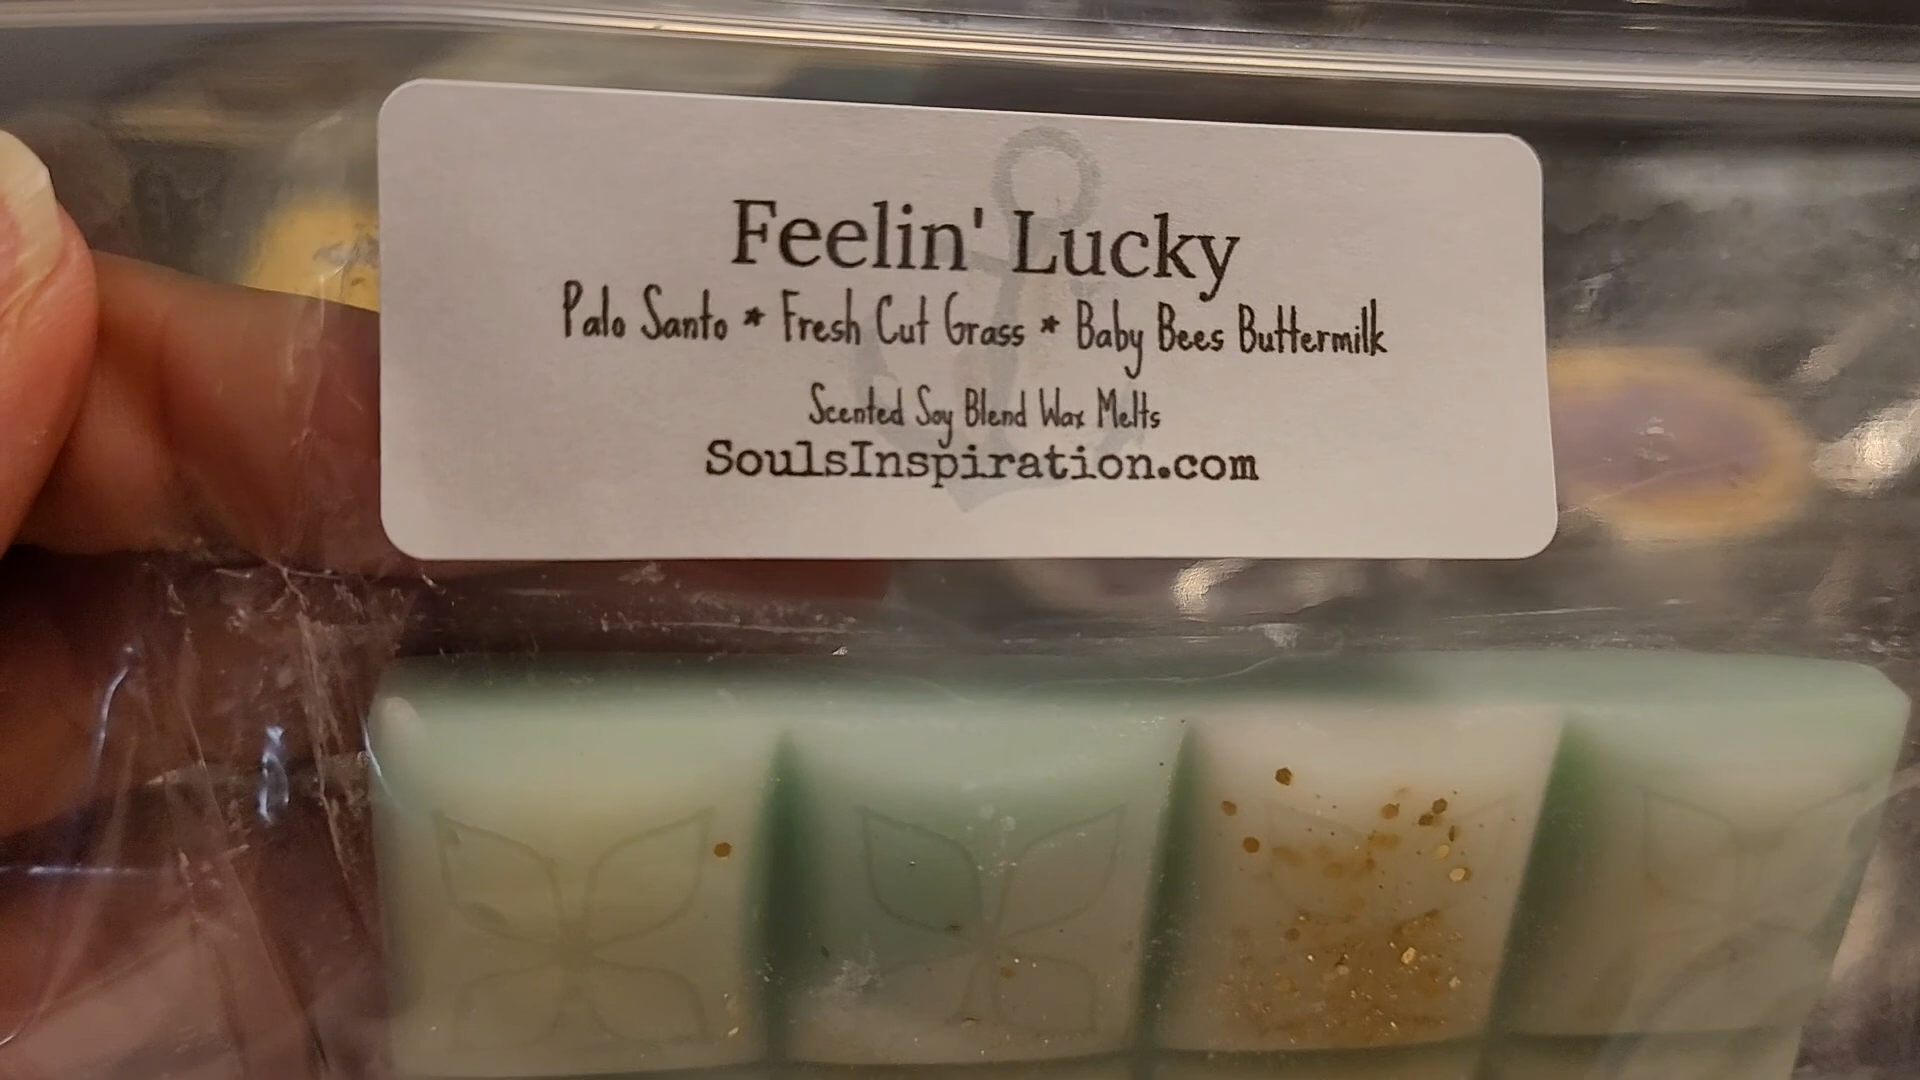 Feelin' Lucky
Palo Santo * Fresh Cut Grass * Baby Bees Buttermilk
Scented Soy Blend Wax Melts
SoulsInspiration.com